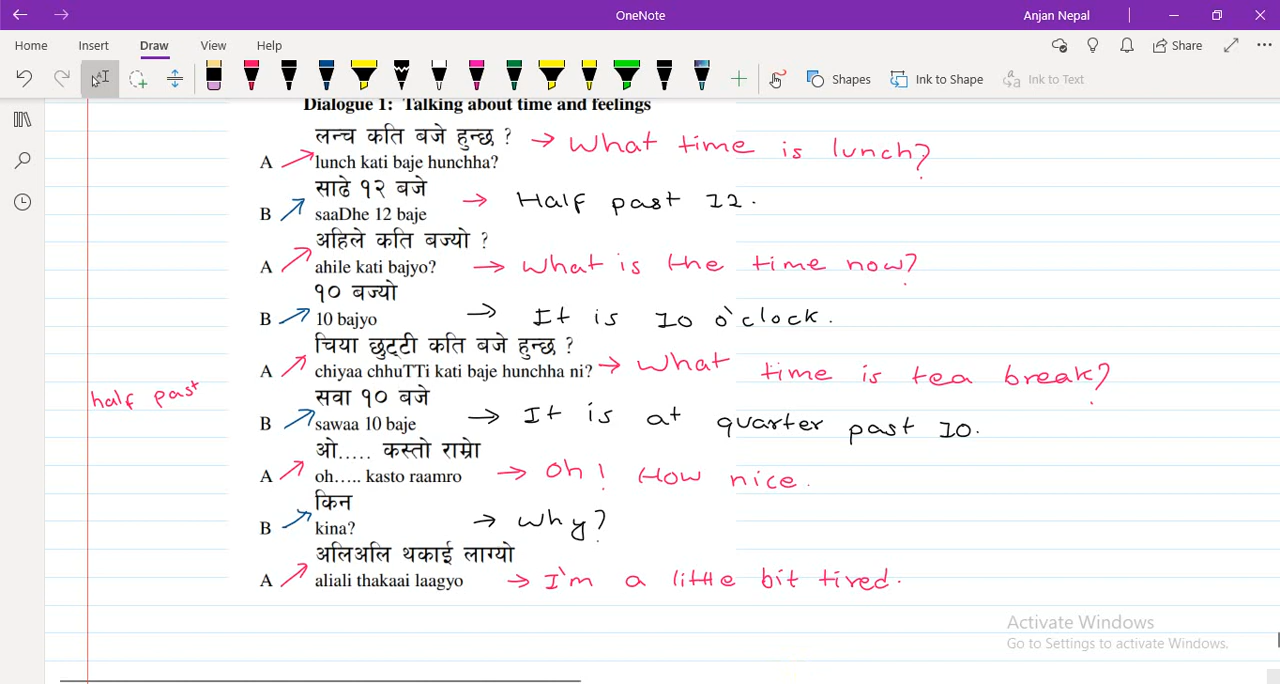 OneNote
Anjan Nepal
Home Insert Draw View Help
Share
Shapes Ink to Shape Ink to Text
Dialogue 1: Talking about time and feelings
लन्च कति बजे हुन्छ ?
A lunch kati baje hunchha? → What time is lunch?
साढे १२ बजे
B saaDhe 12 baje → Half past 12.
अहिले कति बज्यो ?
A ahile kati bajyo? → What is the time now?
१० बज्यो
B 10 bajyo → It is 10 o'clock.
चिया छुट्टी कति बजे हुन्छ ?
A chiyaa chhuTTi kati baje hunchha ni? → What time is tea break?
half past
सवा १० बजे
B sawaa 10 baje → It is at quarter past 10.
ओ..... कस्तो राम्रो
A oh….. kasto raamro → Oh! How nice.
किन
B kina? → Why?
अलिअलि थकाई लाग्यो
A aliali thakaai laagyo → I'm a little bit tired.
Activate Windows
Go to Settings to activate Windows.